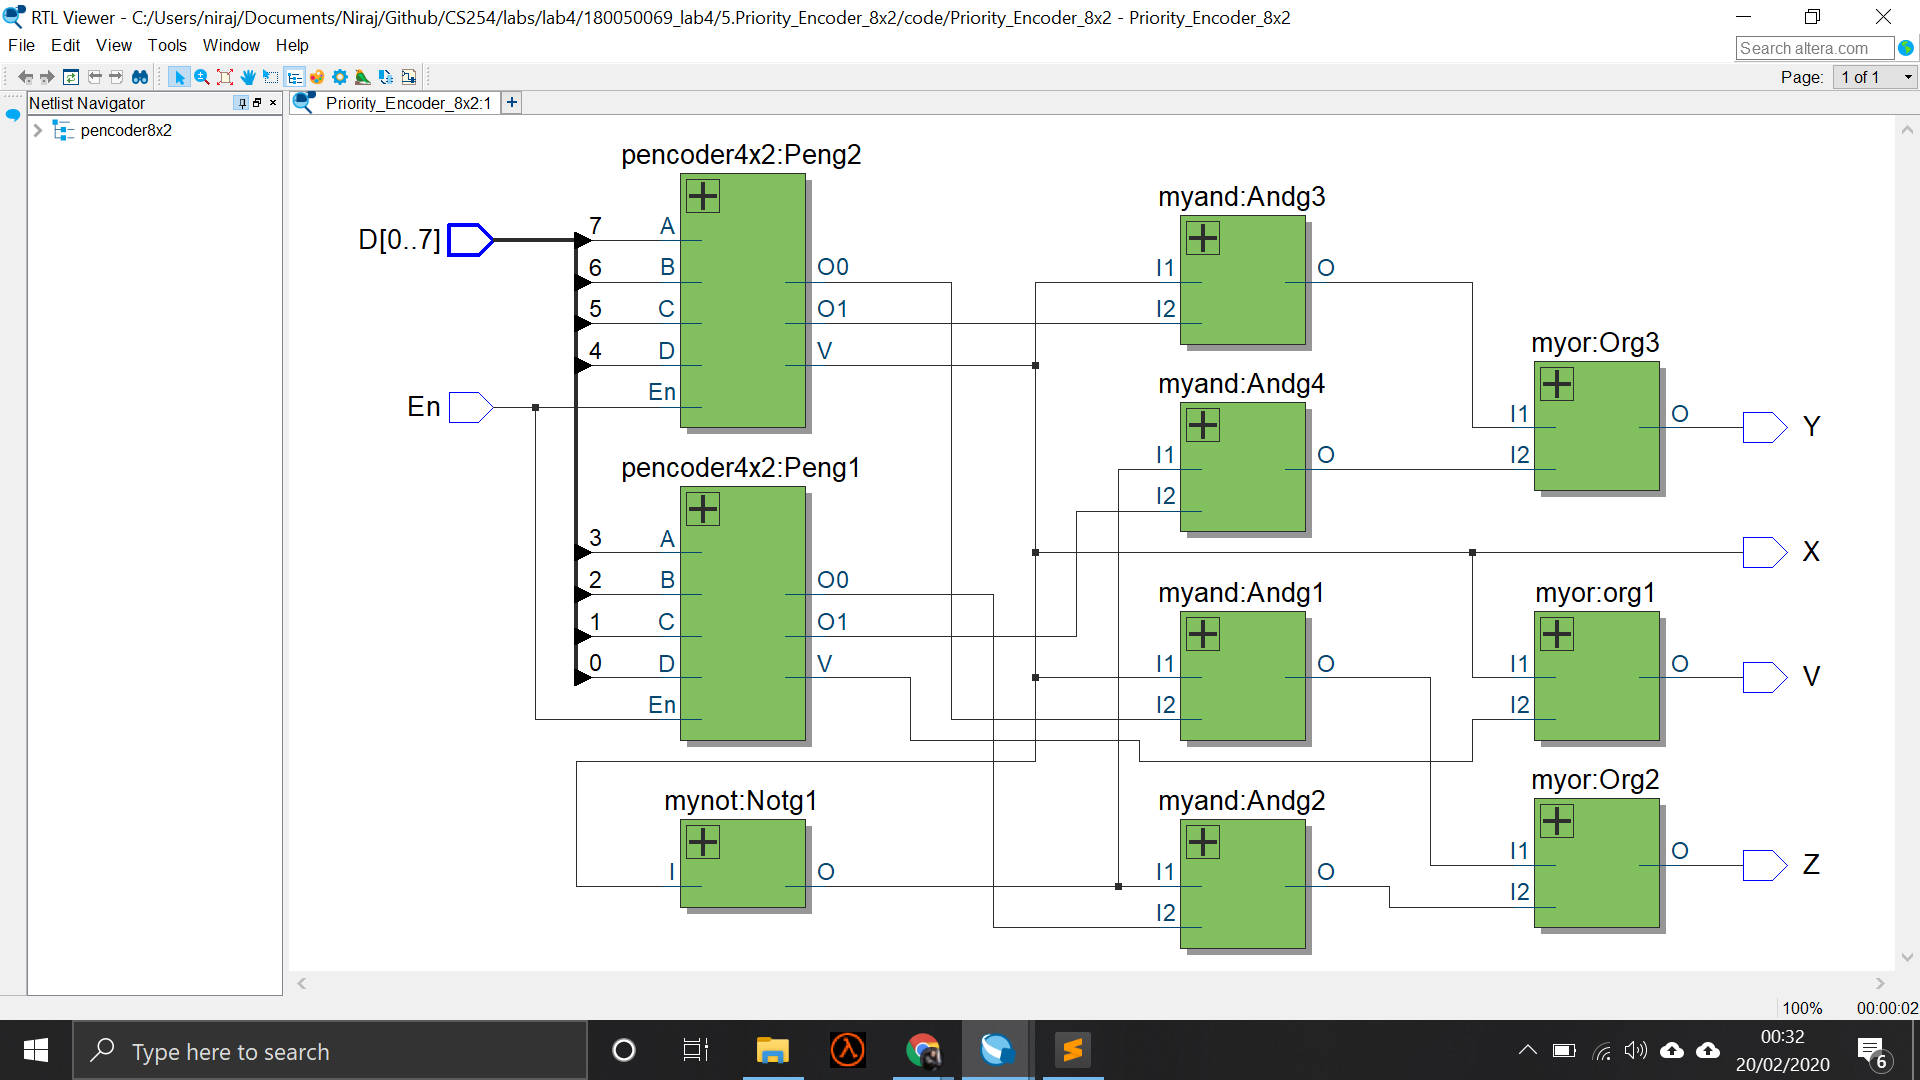 RTL Viewer - C:/Users/niraj/Documents/Niraj/Github/CS254/labs/lab4/180050069_lab4/5.Priority_Encoder_8x2/code/Priority_Encoder_8x2 - Priority_Encoder_8x2
File Edit View Tools Window Help
Search altera.com
Page: 1 of 1
Netlist Navigator
Priority_Encoder_8x2:1
pencoder8x2
pencoder4x2:Peng2
D[0..7]
7 A
6 B
5 C
4 D
En
En
O0
O1
V
myand:Andg3
I1 O
I2
myand:Andg4
I1 O
I2
myor:Org3
I1 O
I2
Y
X
pencoder4x2:Peng1
3 A
2 B
1 C
0 D
En
O0
O1
V
myand:Andg1
I1 O
I2
myor:org1
I1 O
I2
V
mynot:Notg1
I O
myand:Andg2
I1 O
I2
myor:Org2
I1 O
I2
Z
100% 00:00:02
Type here to search
00:32
20/02/2020
6